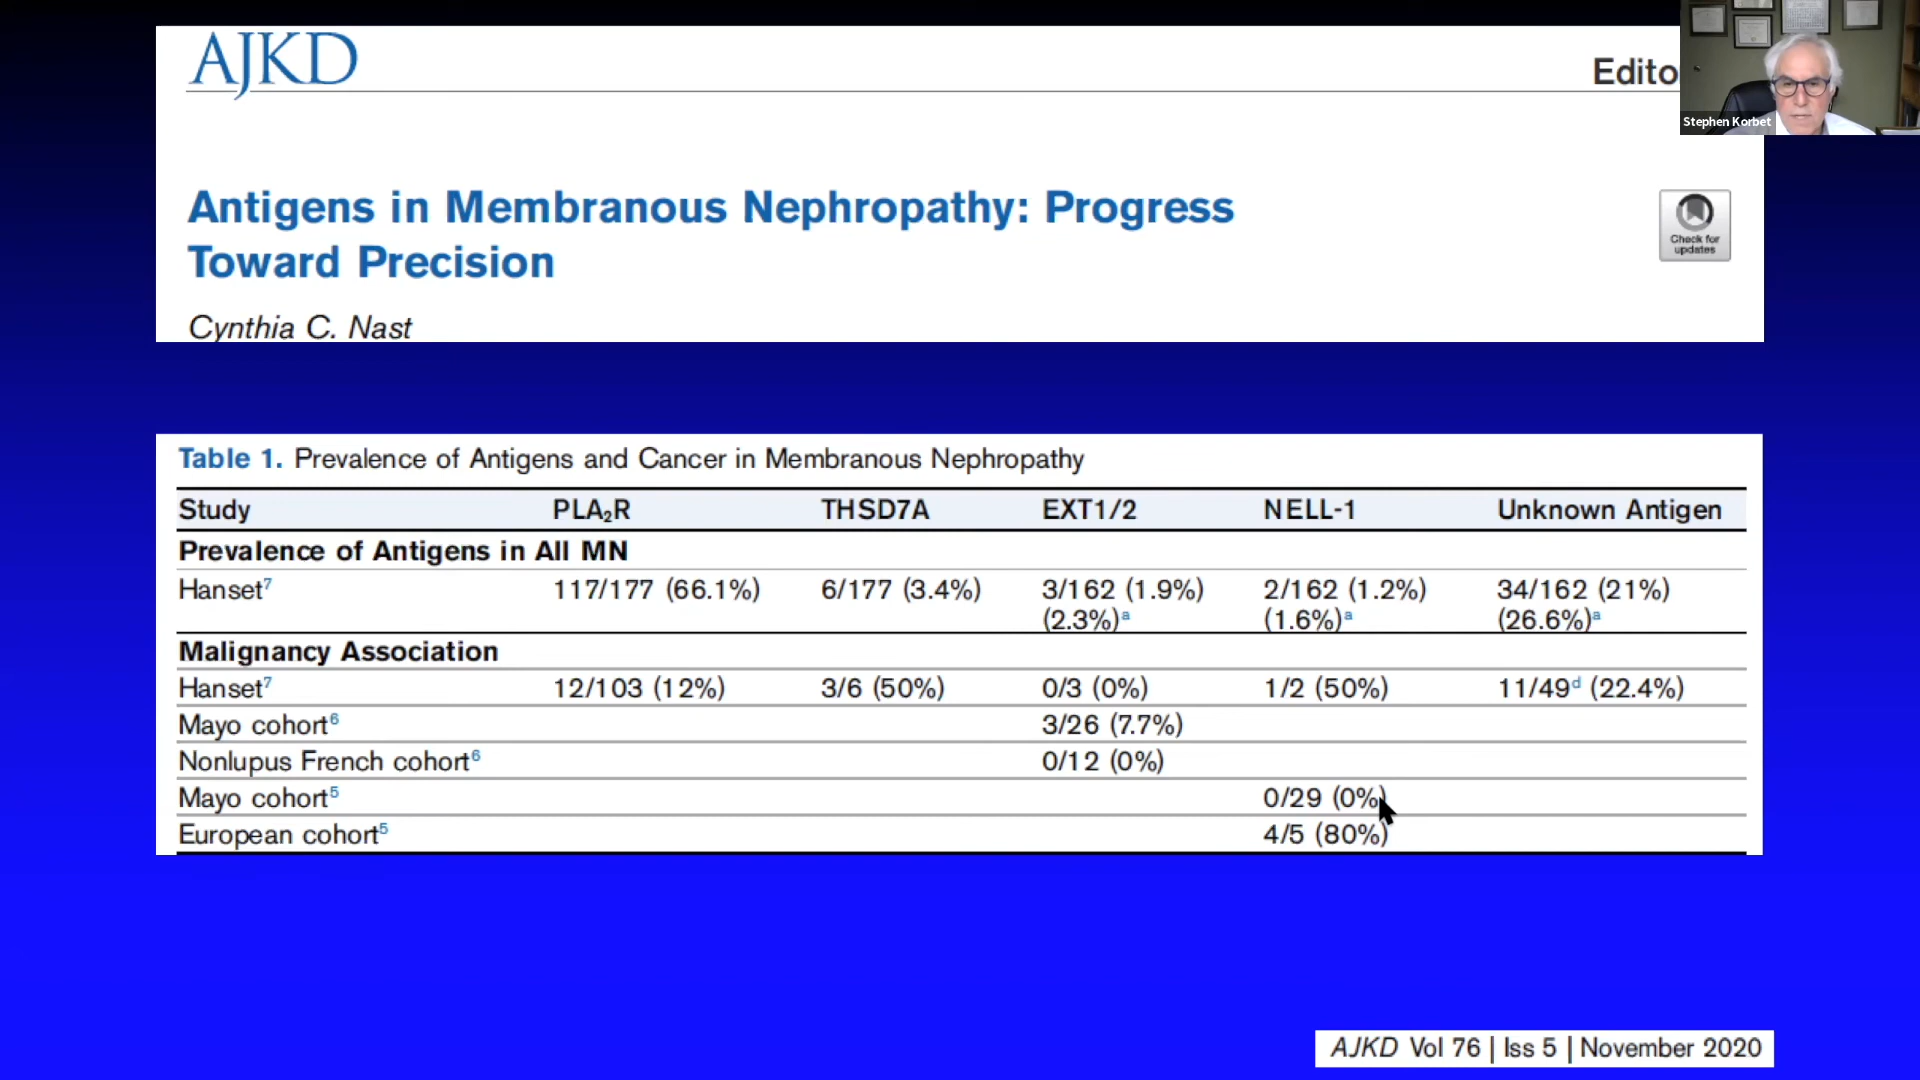 AJKD
Edito
Stephen Korbet
Antigens in Membranous Nephropathy: Progress
Toward Precision
Check for
updates
Cynthia C. Nast
Table 1. Prevalence of Antigens and Cancer in Membranous Nephropathy
Study PLA₂R THSD7A EXT1/2 NELL-1 Unknown Antigen
Prevalence of Antigens in All MN
Hanset⁷ 117/177 (66.1%) 6/177 (3.4%) 3/162 (1.9%) 2/162 (1.2%) 34/162 (21%)
(2.3%)ᵃ (1.6%)ᵃ (26.6%)ᵃ
Malignancy Association
Hanset⁷ 12/103 (12%) 3/6 (50%) 0/3 (0%) 1/2 (50%) 11/49ᵈ (22.4%)
Mayo cohort⁶ 3/26 (7.7%)
Nonlupus French cohort⁶ 0/12 (0%)
Mayo cohort⁵ 0/29 (0%)
European cohort⁵ 4/5 (80%)
AJKD Vol 76 | Iss 5 | November 2020